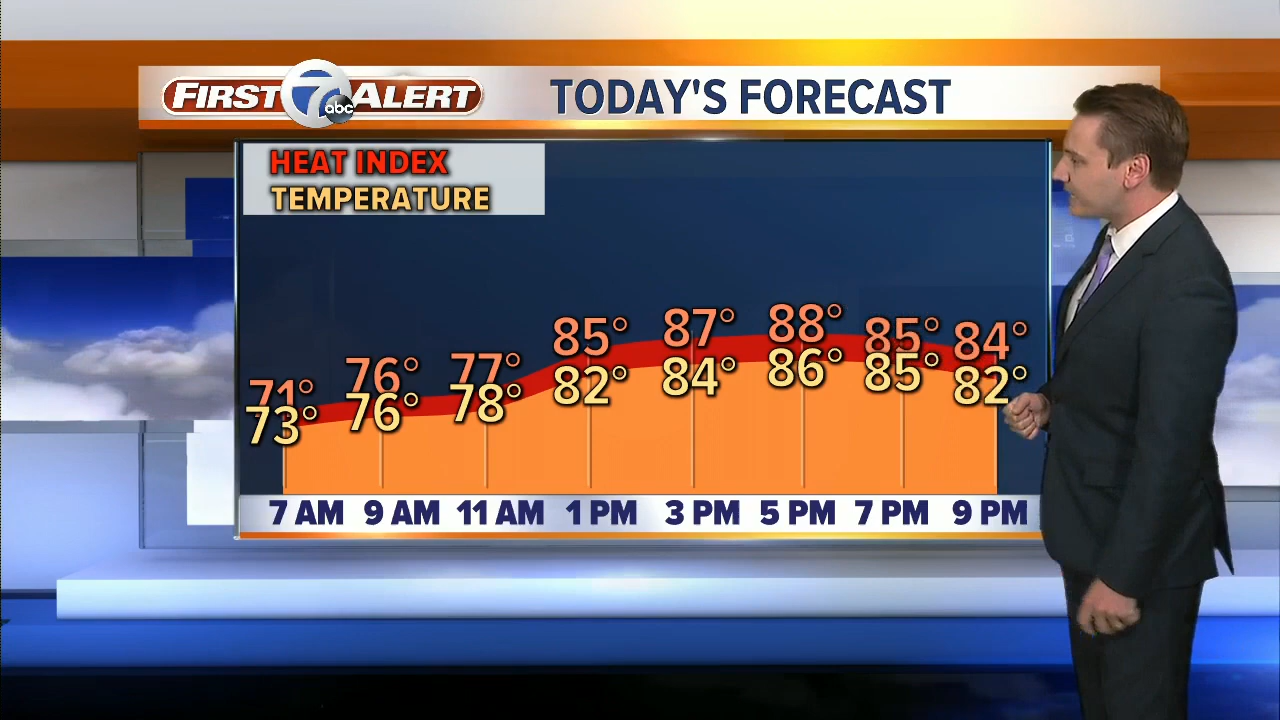 FIRST 7 abc ALERT
TODAY'S FORECAST
HEAT INDEX
TEMPERATURE
71° 76° 77° 85° 87° 88° 85° 84°
73° 76° 78° 82° 84° 86° 85° 82°
7 AM 9 AM 11 AM 1 PM 3 PM 5 PM 7 PM 9 PM